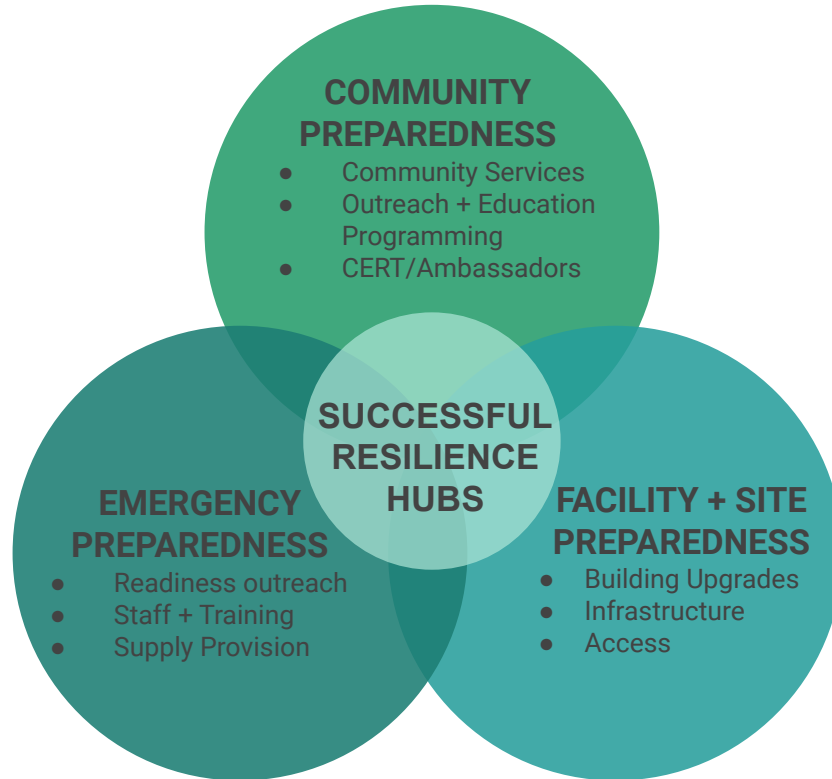 COMMUNITY
PREPAREDNESS
● Community Services
● Outreach + Education
Programming
● CERT/Ambassadors
SUCCESSFUL
RESILIENCE
HUBS
EMERGENCY
PREPAREDNESS
● Readiness outreach
● Staff + Training
● Supply Provision
FACILITY + SITE
PREPAREDNESS
● Building Upgrades
● Infrastructure
● Access